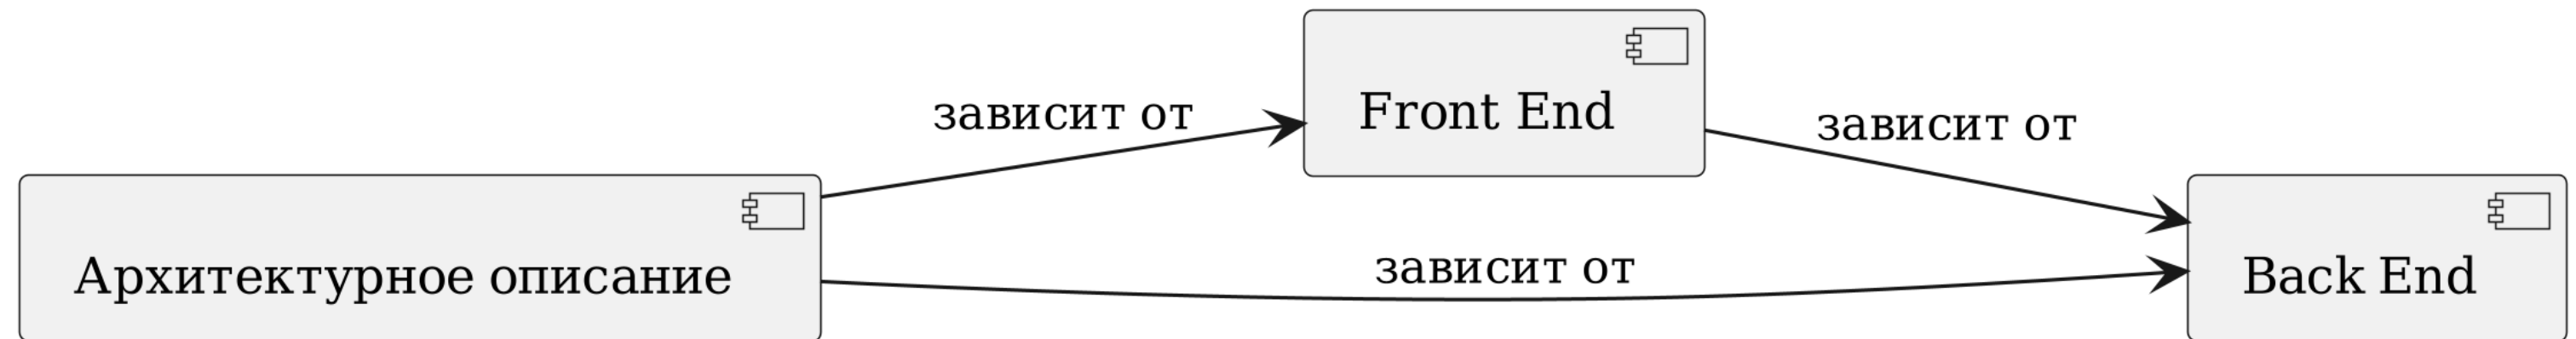 зависит от
Front End
зависит от
Архитектурное описание
зависит от
Back End